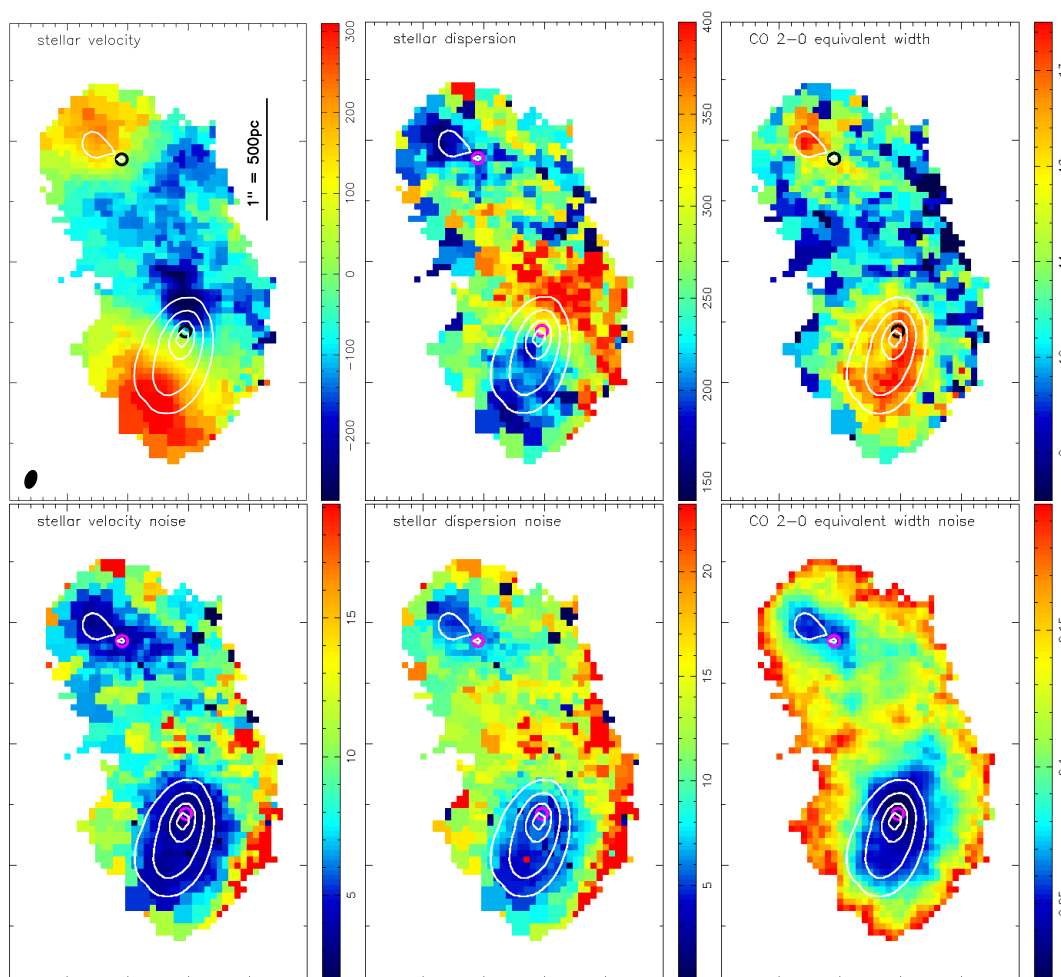 stellar velocity
1" = 500pc
300
200
100
0
-100
-200
stellar dispersion
400
350
300
250
200
150
CO 2-0 equivalent width
stellar velocity noise
15
10
5
stellar dispersion noise
20
15
10
5
CO 2-0 equivalent width noise